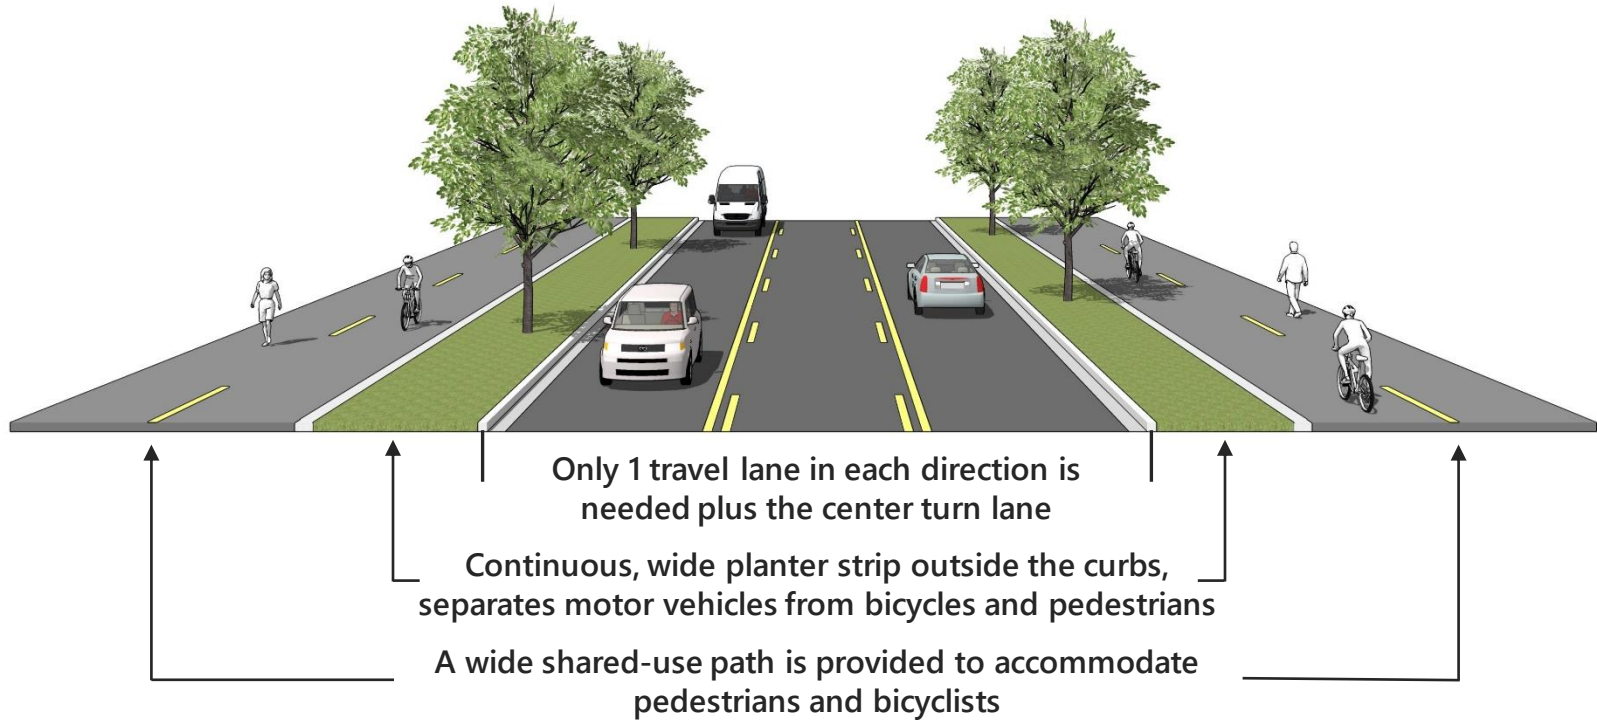 Only 1 travel lane in each direction is
needed plus the center turn lane
Continuous, wide planter strip outside the curbs,
separates motor vehicles from bicycles and pedestrians
A wide shared-use path is provided to accommodate
pedestrians and bicyclists